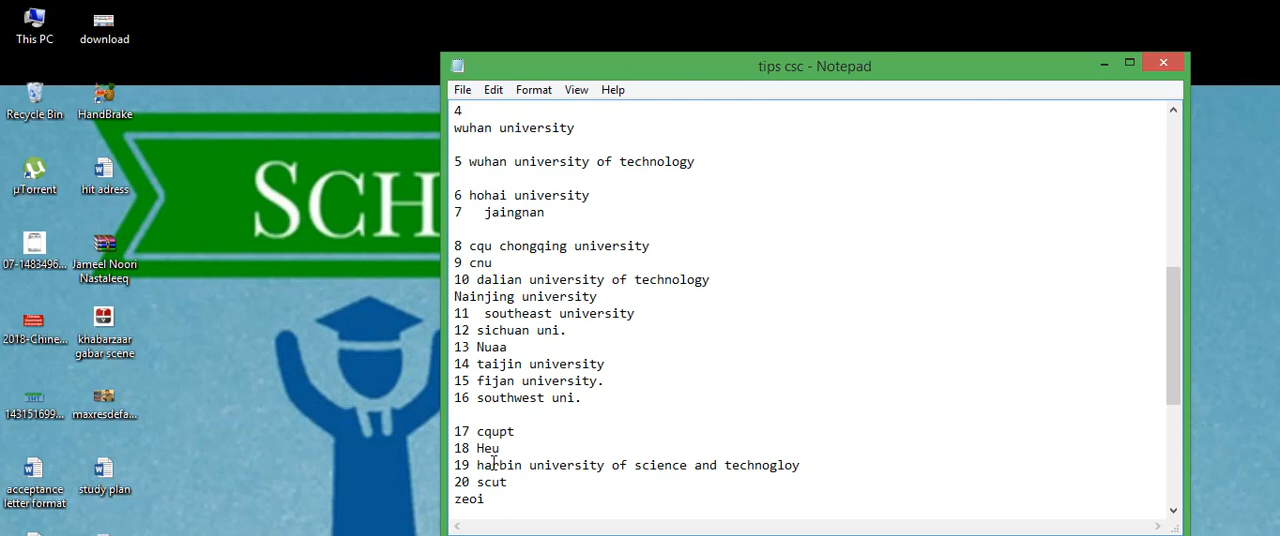 This PC
download
Recycle Bin
HandBrake
µTorrent
hit adress
07-1483496...
Jameel Noori
Nastaleeq
2018-Chine...
khabarzaar
gabar scene
143151699...
maxresdefa...
acceptance
letter format
study plan
SCH
tips csc - Notepad
File Edit Format View Help
4
wuhan university
5 wuhan university of technology
6 hohai university
7 jaingnan
8 cqu chongqing university
9 cnu
10 dalian university of technology
Nainjing university
11 southeast university
12 sichuan uni.
13 Nuaa
14 taijin university
15 fijan university.
16 southwest uni.
17 cqupt
18 Heu
19 harbin university of science and technogloy
20 scut
zeoi